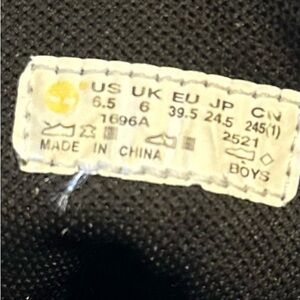 US UK EU JP CN
6.5 6 39.5 24.5 245(1)
1696A 2521
MADE IN CHINA BOYS